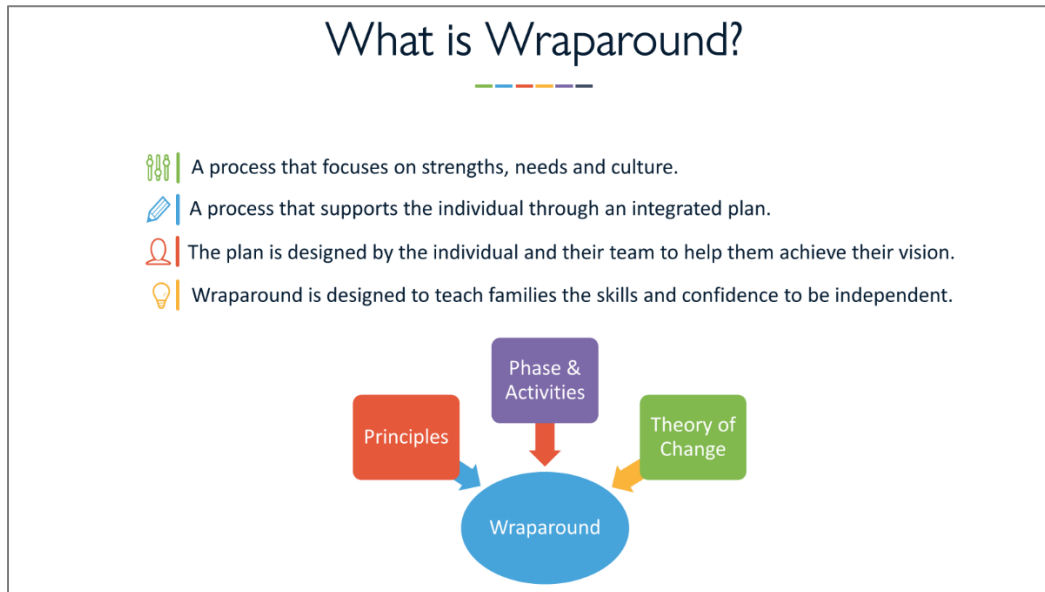 What is Wraparound?
A process that focuses on strengths, needs and culture.
A process that supports the individual through an integrated plan.
The plan is designed by the individual and their team to help them achieve their vision.
Wraparound is designed to teach families the skills and confidence to be independent.
Phase &
Activities
Principles
Theory of
Change
Wraparound